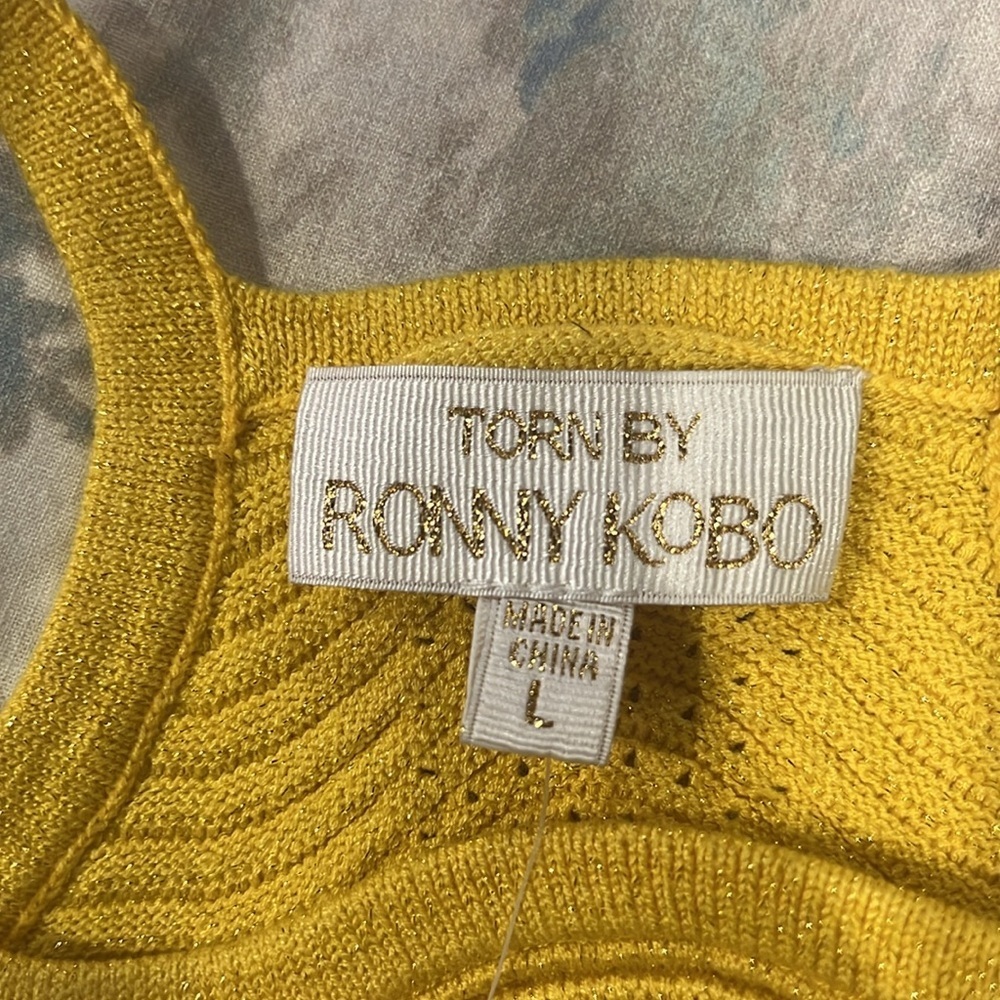 TORN BY
RONNY KOBO
MADE IN
CHINA
L